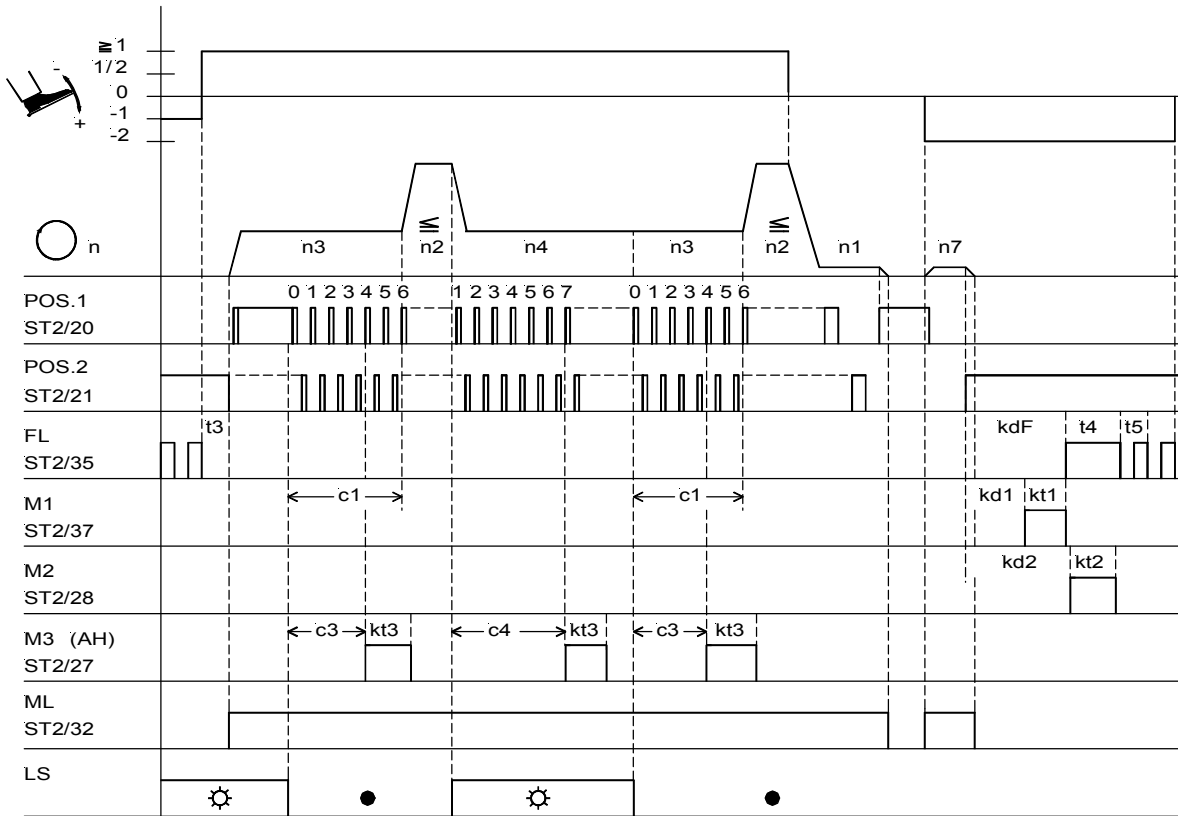 ≧ 1
1/2
0
-1
-2
-
+
n
n3
≦
n2
n4
n3
≦
n2
n1
n7
POS.1
ST2/20
0 1 2 3 4 5 6
1 2 3 4 5 6 7
0 1 2 3 4 5 6
POS.2
ST2/21
FL
ST2/35
t3
kdF
t4
t5
M1
ST2/37
c1
c1
kd1
kt1
M2
ST2/28
kd2
kt2
M3 (AH)
ST2/27
c3
kt3
c4
kt3
c3
kt3
ML
ST2/32
LS